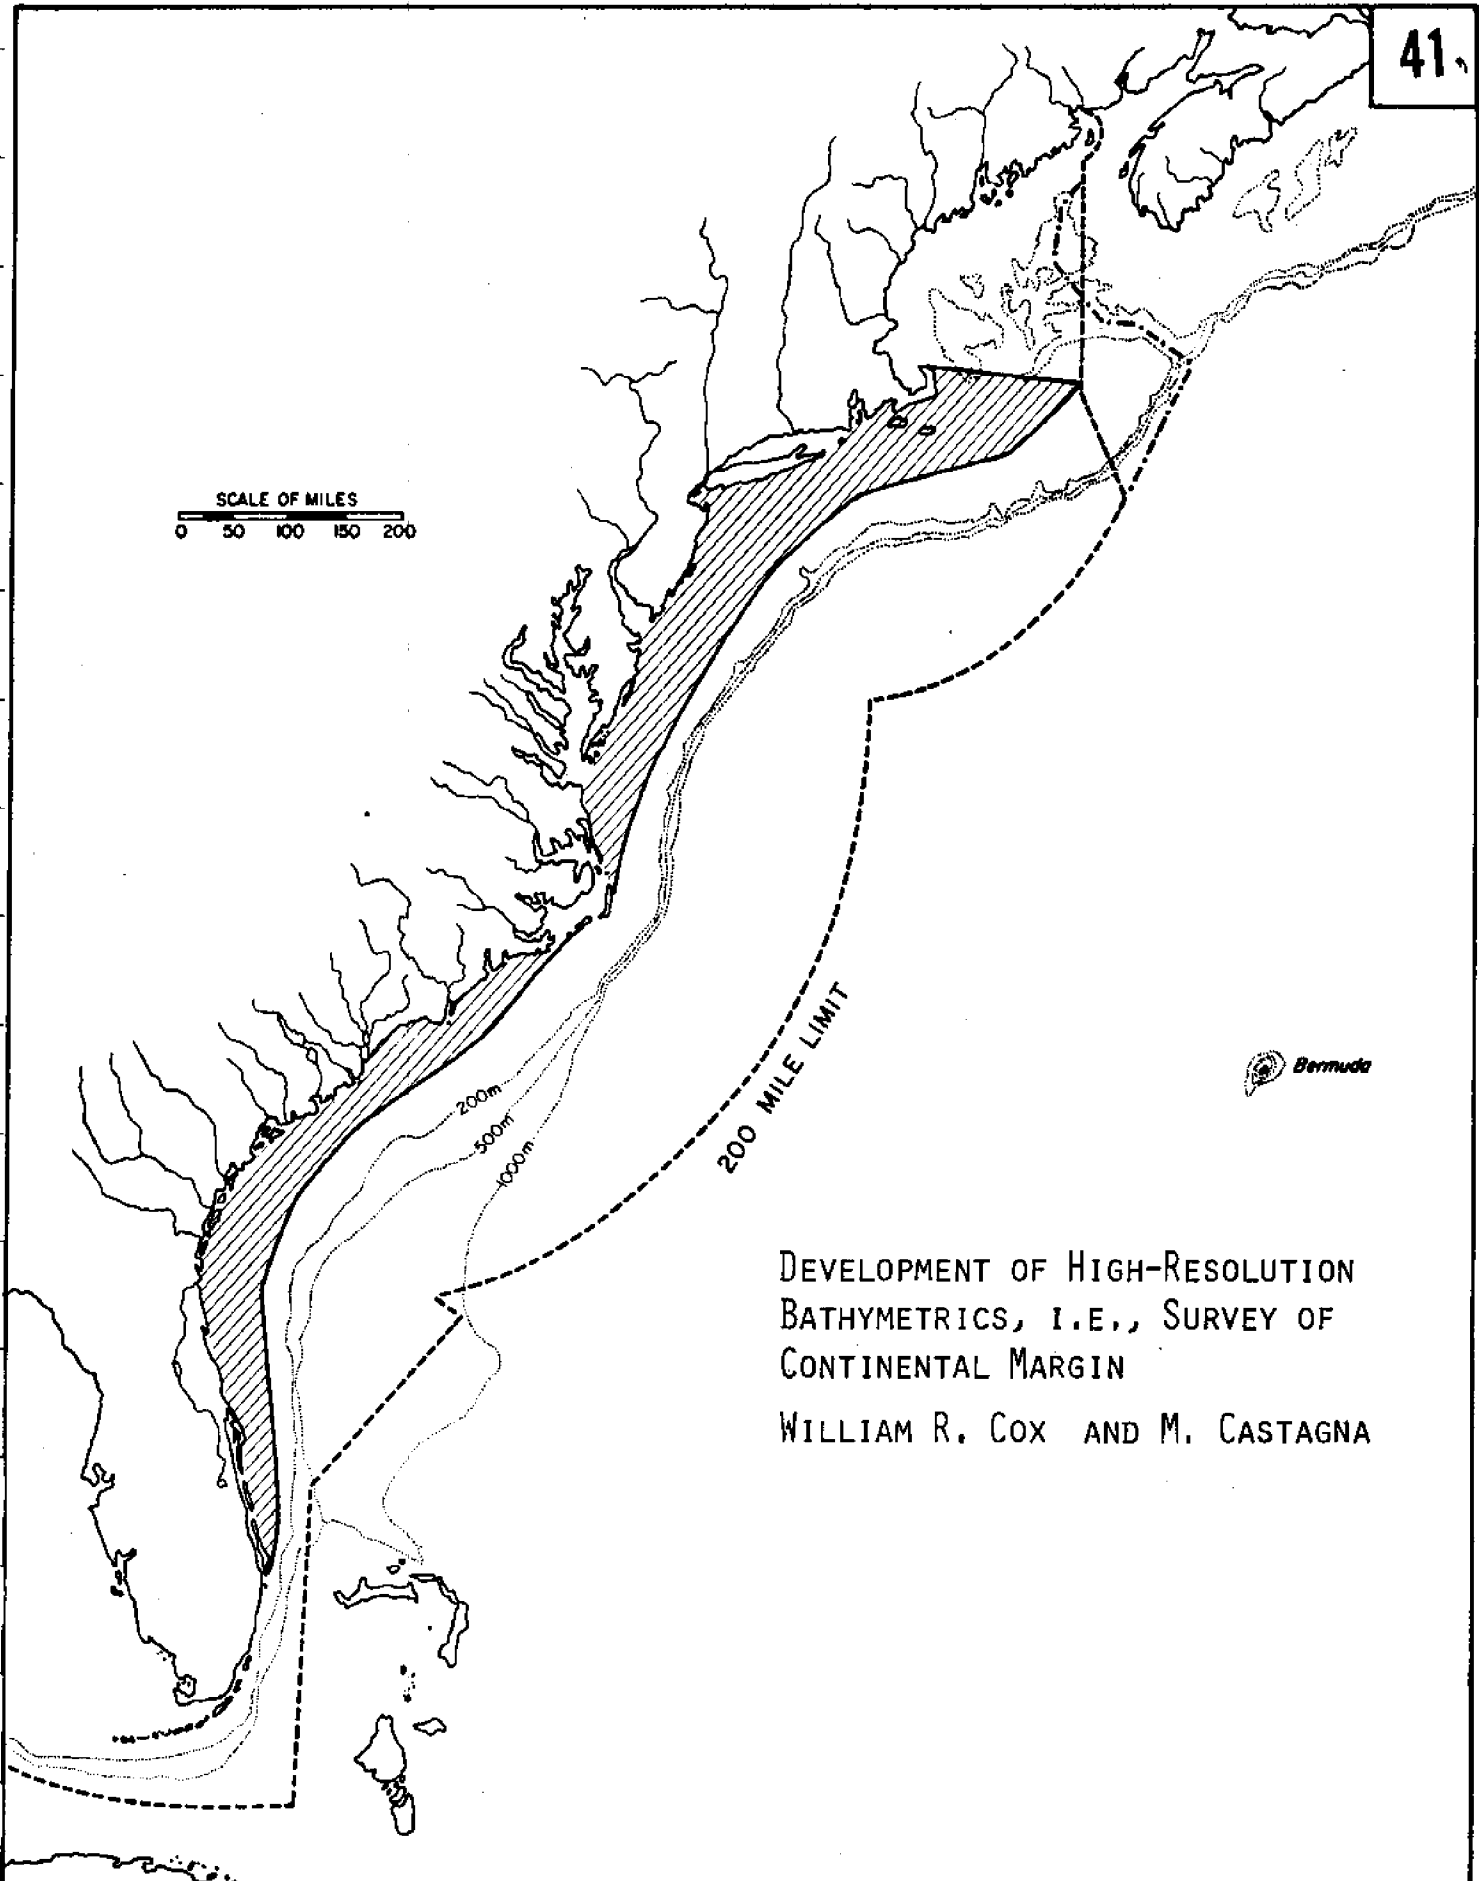 41.
SCALE OF MILES
0 50 100 150 200
200m
500m
1000m
200 MILE LIMIT
Bermuda
DEVELOPMENT OF HIGH-RESOLUTION
BATHYMETRICS, I.E., SURVEY OF
CONTINENTAL MARGIN
WILLIAM R. COX AND M. CASTAGNA